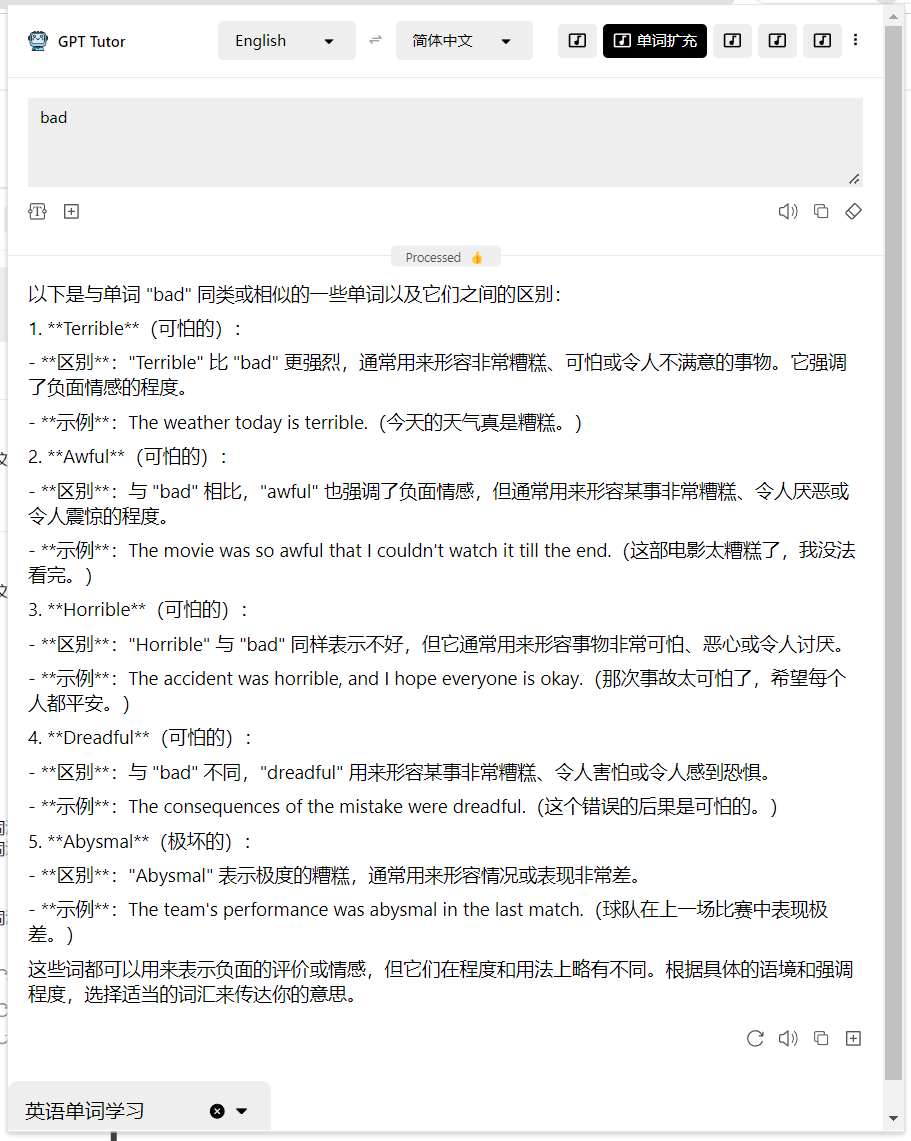 GPT Tutor
English
简体中文
单词扩充
bad
Processed 👍
以下是与单词 "bad" 同类或相似的一些单词以及它们之间的区别：
1. **Terrible**（可怕的）：
- **区别**："Terrible" 比 "bad" 更强烈，通常用来形容非常糟糕、可怕或令人不满意的事物。它强调
了负面情感的程度。
- **示例**：The weather today is terrible.（今天的天气真是糟糕。）
2. **Awful**（可怕的）：
- **区别**：与 "bad" 相比，"awful" 也强调了负面情感，但通常用来形容某事非常糟糕、令人厌恶或
令人震惊的程度。
- **示例**：The movie was so awful that I couldn't watch it till the end.（这部电影太糟糕了，我没法
看完。）
3. **Horrible**（可怕的）：
- **区别**："Horrible" 与 "bad" 同样表示不好，但它通常用来形容事物非常可怕、恶心或令人讨厌。
- **示例**：The accident was horrible, and I hope everyone is okay.（那次事故太可怕了，希望每个
人都平安。）
4. **Dreadful**（可怕的）：
- **区别**：与 "bad" 不同，"dreadful" 用来形容某事非常糟糕、令人害怕或令人感到恐惧。
- **示例**：The consequences of the mistake were dreadful.（这个错误的后果是可怕的。）
5. **Abysmal**（极坏的）：
- **区别**："Abysmal" 表示极度的糟糕，通常用来形容情况或表现非常差。
- **示例**：The team's performance was abysmal in the last match.（球队在上一场比赛中表现极
差。）
这些词都可以用来表示负面的评价或情感，但它们在程度和用法上略有不同。根据具体的语境和强调
程度，选择适当的词汇来传达你的意思。
英语单词学习